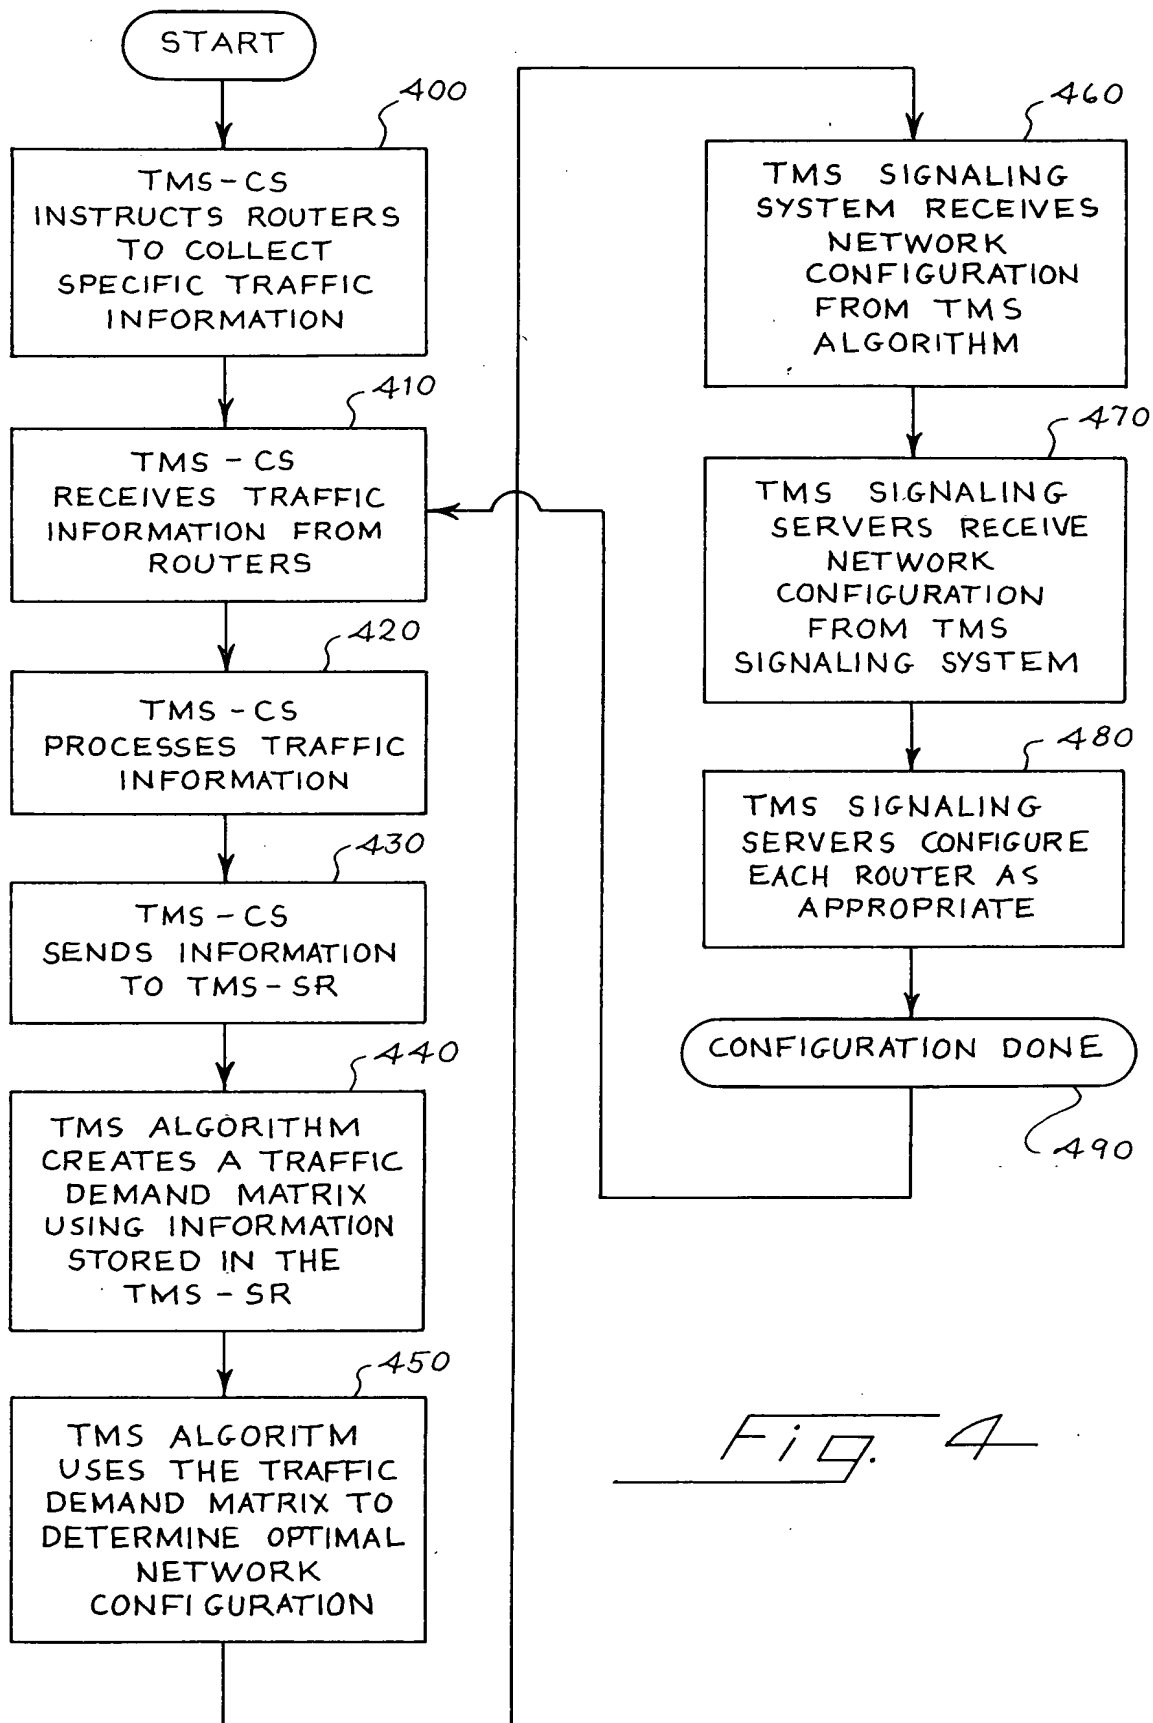 START
400
TMS-CS
INSTRUCTS ROUTERS
TO COLLECT
SPECIFIC TRAFFIC
INFORMATION
410
TMS-CS
RECEIVES TRAFFIC
INFORMATION FROM
ROUTERS
420
TMS-CS
PROCESSES TRAFFIC
INFORMATION
430
TMS-CS
SENDS INFORMATION
TO TMS-SR
440
TMS ALGORITHM
CREATES A TRAFFIC
DEMAND MATRIX
USING INFORMATION
STORED IN THE
TMS-SR
450
TMS ALGORITM
USES THE TRAFFIC
DEMAND MATRIX TO
DETERMINE OPTIMAL
NETWORK
CONFIGURATION
460
TMS SIGNALING
SYSTEM RECEIVES
NETWORK
CONFIGURATION
FROM TMS
ALGORITHM
470
TMS SIGNALING
SERVERS RECEIVE
NETWORK
CONFIGURATION
FROM TMS
SIGNALING SYSTEM
480
TMS SIGNALING
SERVERS CONFIGURE
EACH ROUTER AS
APPROPRIATE
CONFIGURATION DONE
490
Fig. 4